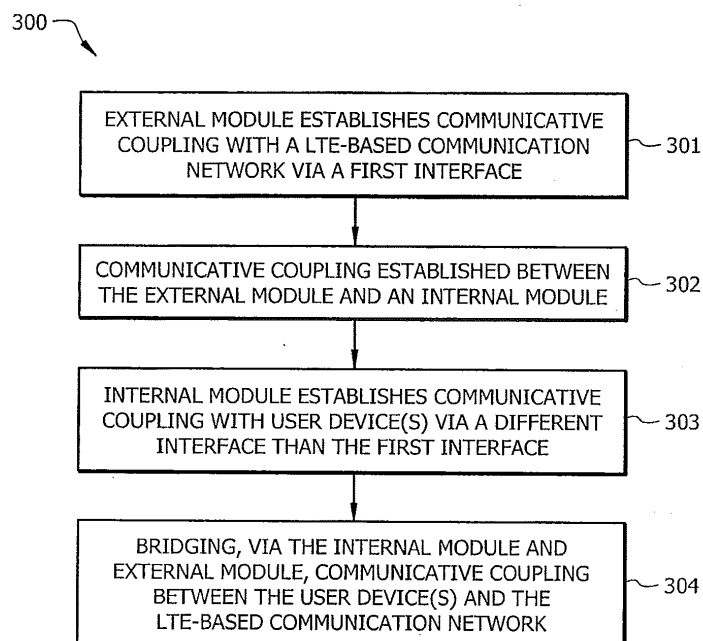 300
EXTERNAL MODULE ESTABLISHES COMMUNICATIVE
COUPLING WITH A LTE-BASED COMMUNICATION
NETWORK VIA A FIRST INTERFACE
301
COMMUNICATIVE COUPLING ESTABLISHED BETWEEN
THE EXTERNAL MODULE AND AN INTERNAL MODULE
302
INTERNAL MODULE ESTABLISHES COMMUNICATIVE
COUPLING WITH USER DEVICE(S) VIA A DIFFERENT
INTERFACE THAN THE FIRST INTERFACE
303
BRIDGING, VIA THE INTERNAL MODULE AND
EXTERNAL MODULE, COMMUNICATIVE COUPLING
BETWEEN THE USER DEVICE(S) AND THE
LTE-BASED COMMUNICATION NETWORK
304